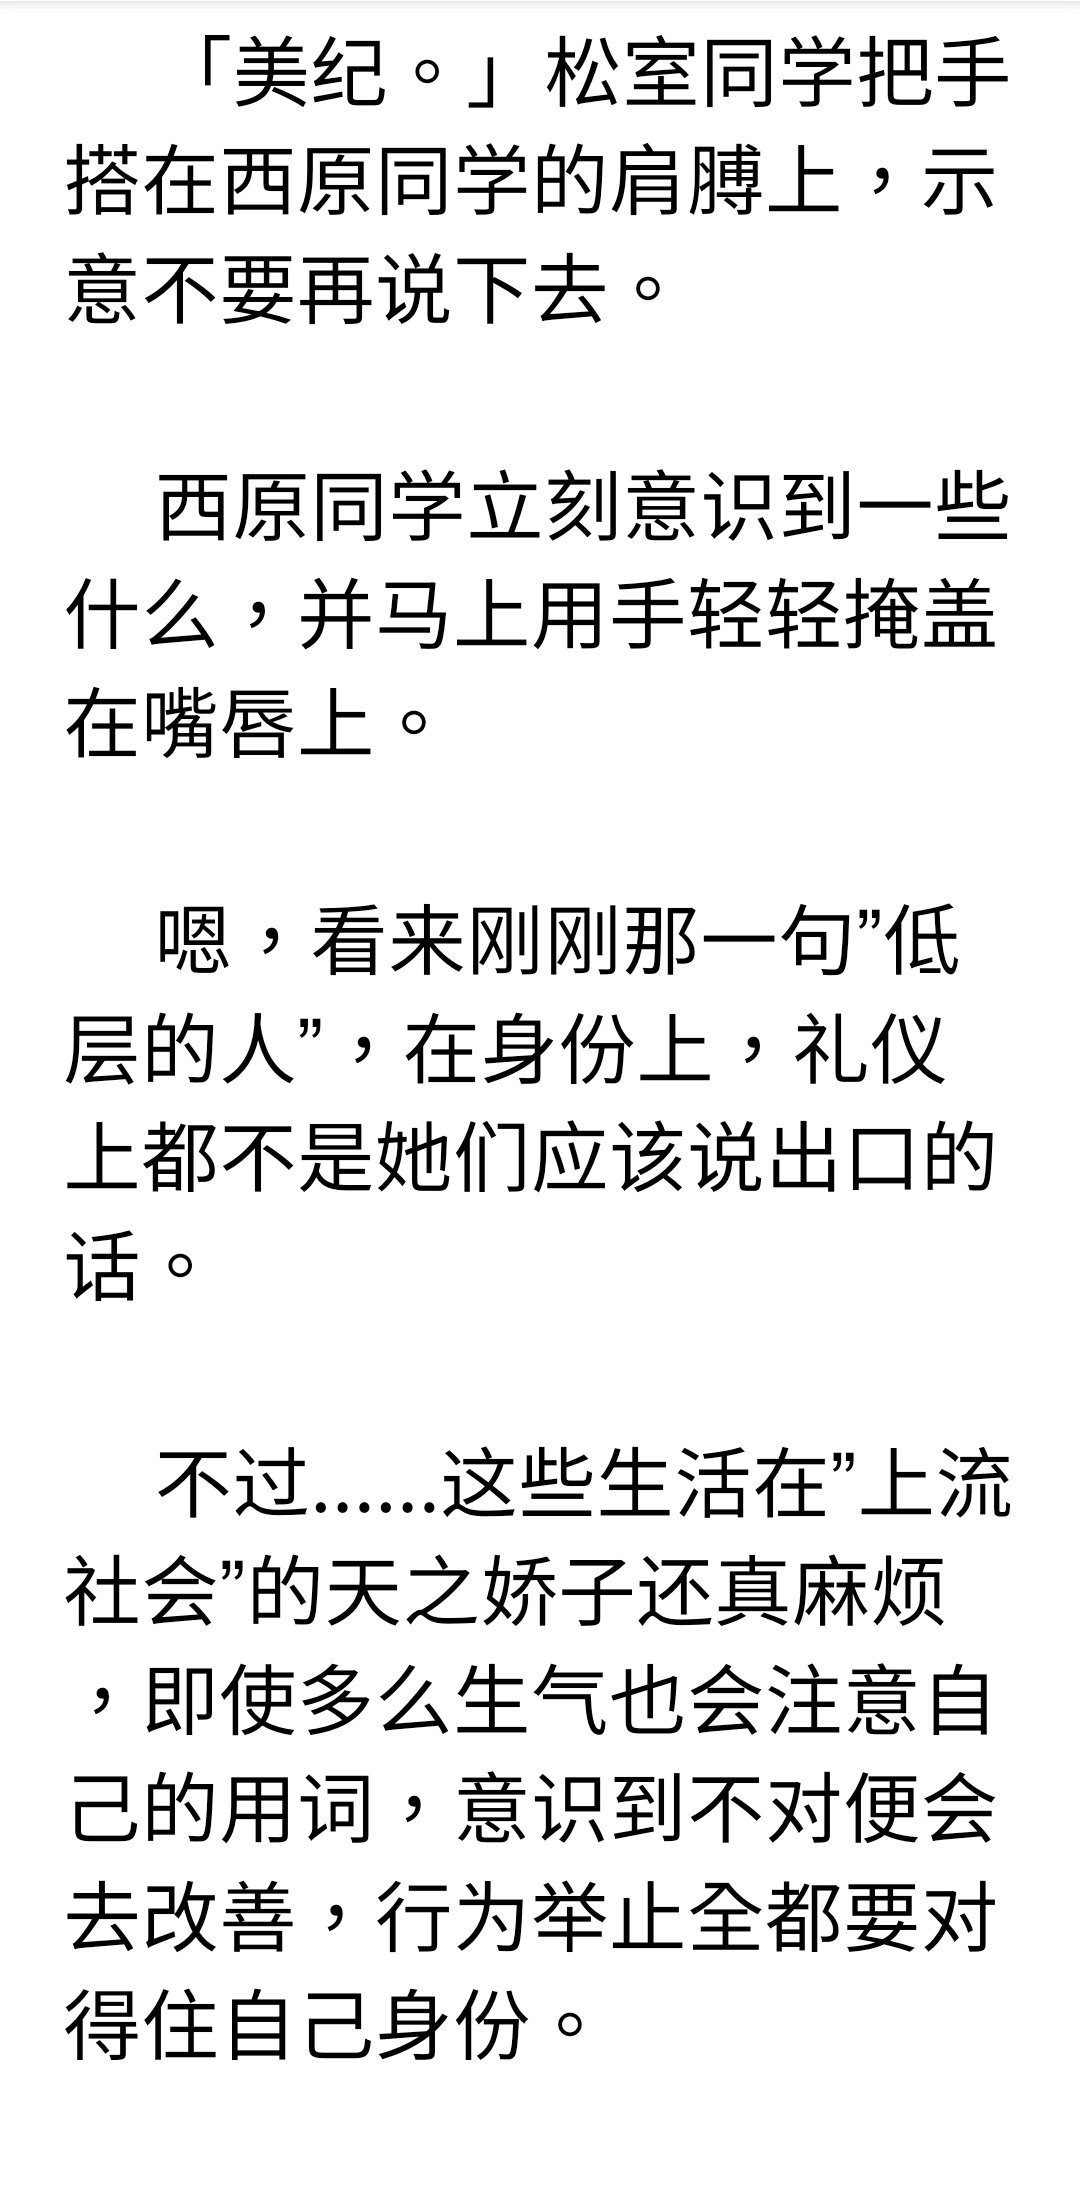 「美纪。」松室同学把手
搭在西原同学的肩膊上，示
意不要再说下去。
西原同学立刻意识到一些
什么，并马上用手轻轻掩盖
在嘴唇上。
嗯，看来刚刚那一句”低
层的人”，在身份上，礼仪
上都不是她们应该说出口的
话。
不过……这些生活在”上流
社会”的天之娇子还真麻烦
，即使多么生气也会注意自
己的用词，意识到不对便会
去改善，行为举止全都要对
得住自己身份。